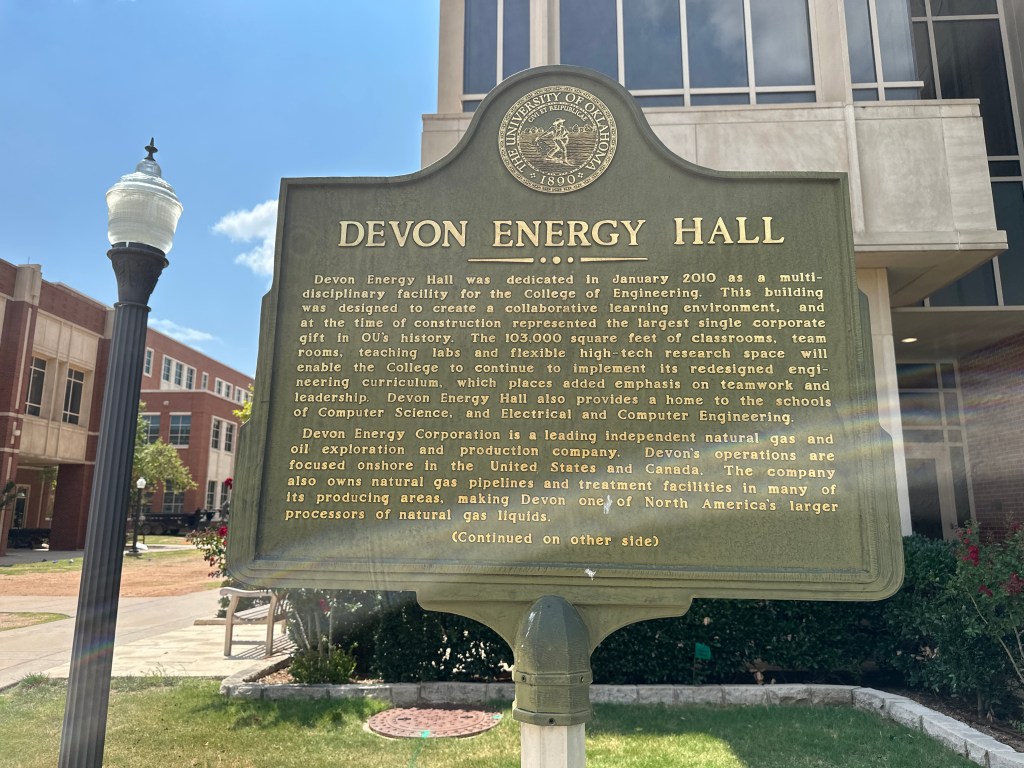 THE UNIVERSITY OF OKLAHOMA
CIVI ET REIPUBLICAE
1890
DEVON ENERGY HALL
Devon Energy Hall was dedicated in January 2010 as a multi-
disciplinary facility for the College of Engineering. This building
was designed to create a collaborative learning environment, and
at the time of construction represented the largest single corporate
gift in OU's history. The 103,000 square feet of classrooms, team
rooms, teaching labs and flexible high-tech research space will
enable the College to continue to implement its redesigned engi-
neering curriculum, which places added emphasis on teamwork and
leadership. Devon Energy Hall also provides a home to the schools
of Computer Science, and Electrical and Computer Engineering.
Devon Energy Corporation is a leading independent natural gas and
oil exploration and production company. Devon's operations are
focused onshore in the United States and Canada. The company
also owns natural gas pipelines and treatment facilities in many of
its producing areas, making Devon one of North America's larger
processors of natural gas liquids.
(Continued on other side)